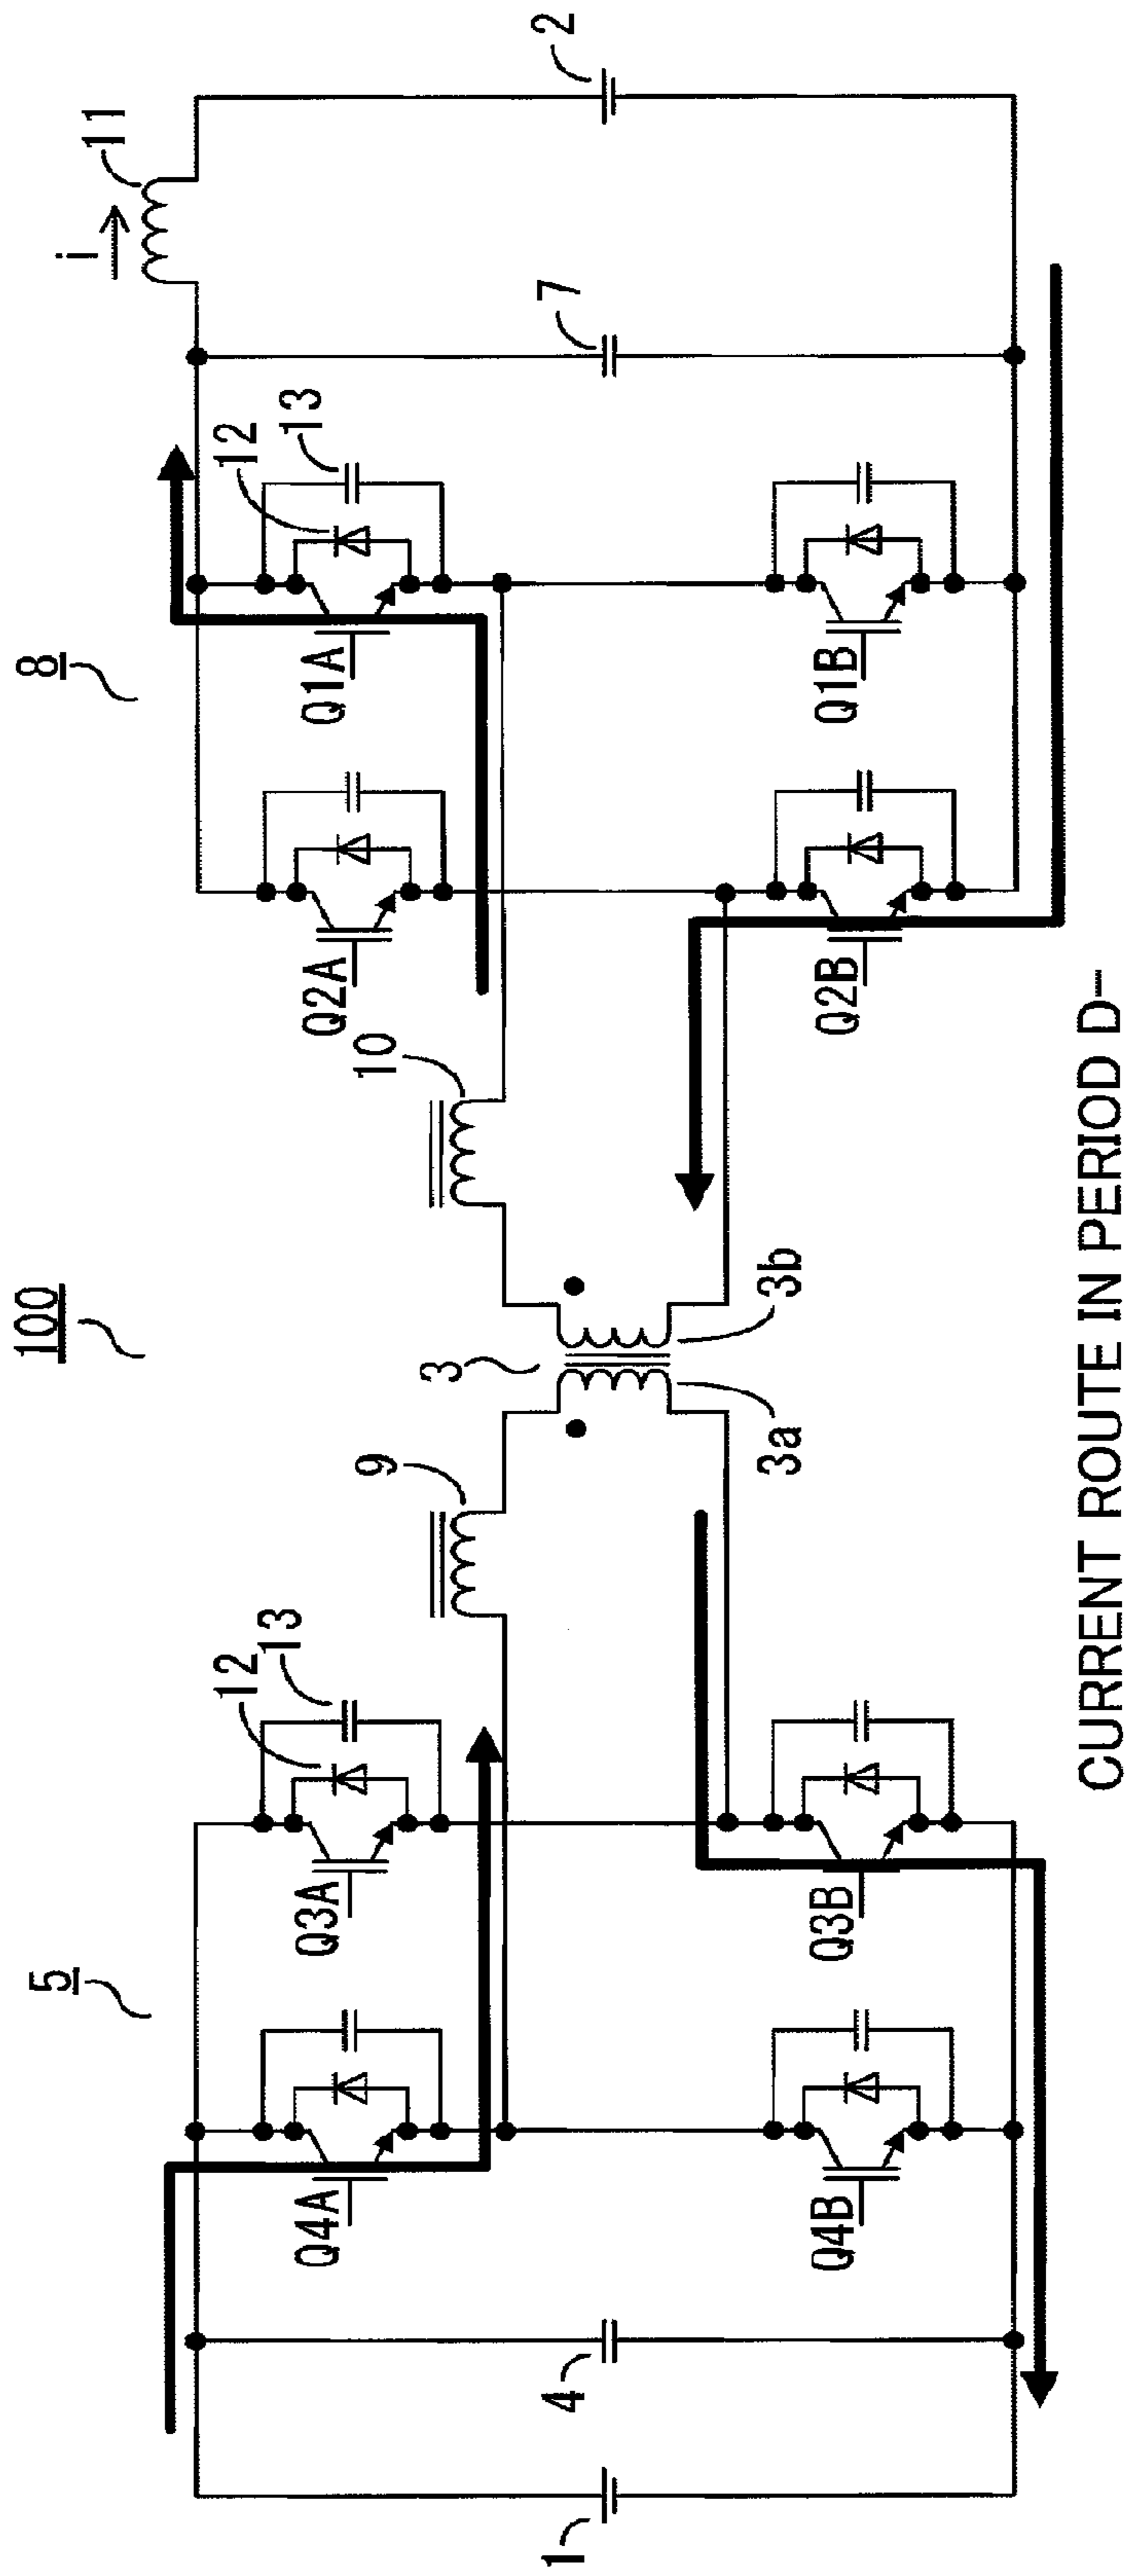 100
5
8
i
11
12
13
12
13
Q4A
Q3A
9
10
Q2A
Q1A
3
1
4
7
2
3a
3b
Q4B
Q3B
Q2B
Q1B
CURRENT ROUTE IN PERIOD D-